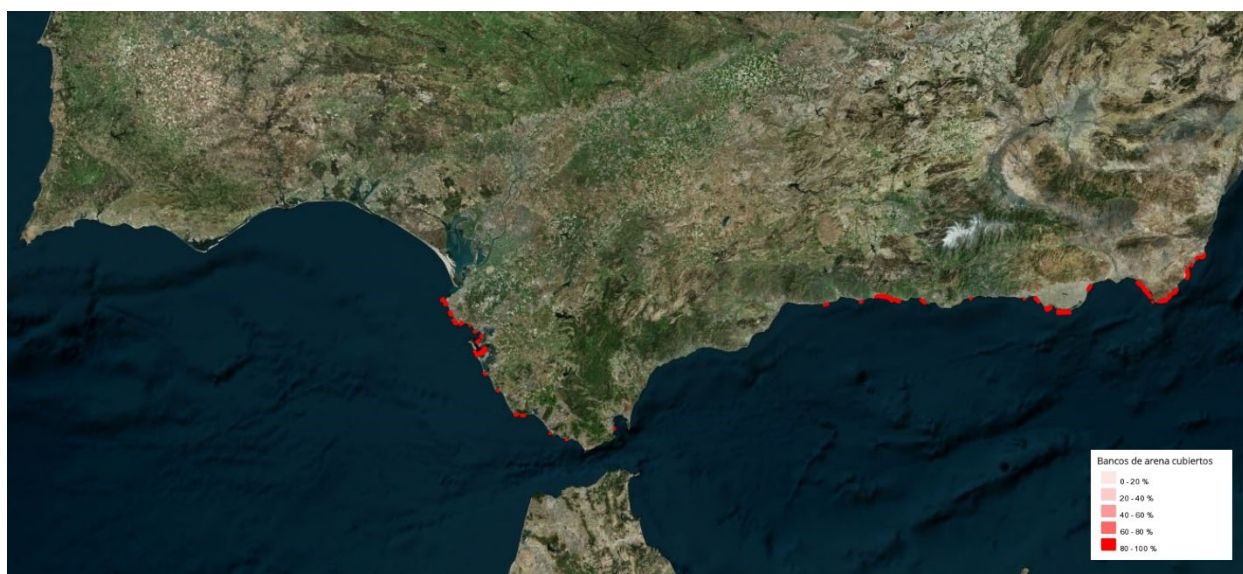 Bancos de arena cubiertos
0 - 20 %
20 - 40 %
40 - 60 %
60 - 80 %
80 - 100 %